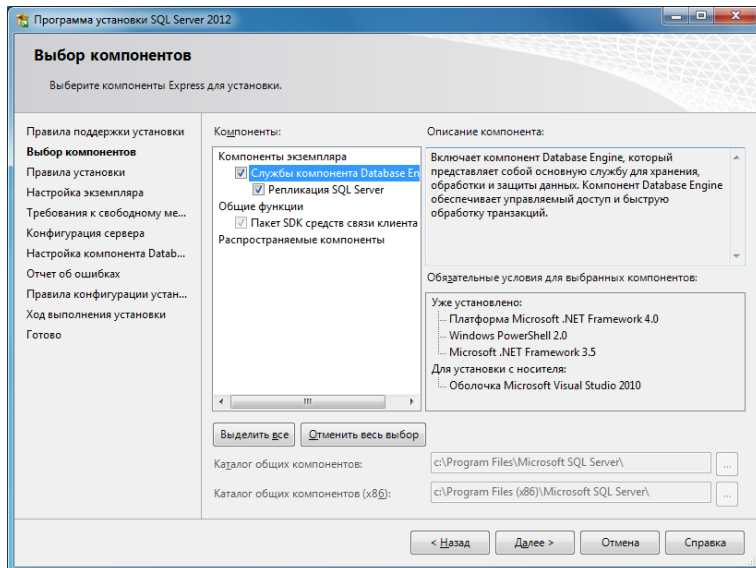 Программа установки SQL Server 2012
Выбор компонентов
Выберите компоненты Express для установки.
Правила поддержки установки
Выбор компонентов
Правила установки
Настройка экземпляра
Требования к свободному ме...
Конфигурация сервера
Настройка компонента Datab...
Отчет об ошибках
Правила конфигурации устан...
Ход выполнения установки
Готово
Компоненты:
Компоненты экземпляра
Службы компонента Database En
Репликация SQL Server
Общие функции
Пакет SDK средств связи клиента
Распространяемые компоненты
Выделить все
Отменить весь выбор
Описание компонента:
Включает компонент Database Engine, который
представляет собой основную службу для хранения,
обработки и защиты данных. Компонент Database Engine
обеспечивает управляемый доступ и быструю
обработку транзакций.
Обязательные условия для выбранных компонентов:
Уже установлено:
Платформа Microsoft .NET Framework 4.0
Windows PowerShell 2.0
Microsoft .NET Framework 3.5
Для установки с носителя:
Оболочка Microsoft Visual Studio 2010
Каталог общих компонентов:
c:\Program Files\Microsoft SQL Server\
...
Каталог общих компонентов (x86):
c:\Program Files (x86)\Microsoft SQL Server\
...
< Назад
Далее >
Отмена
Справка